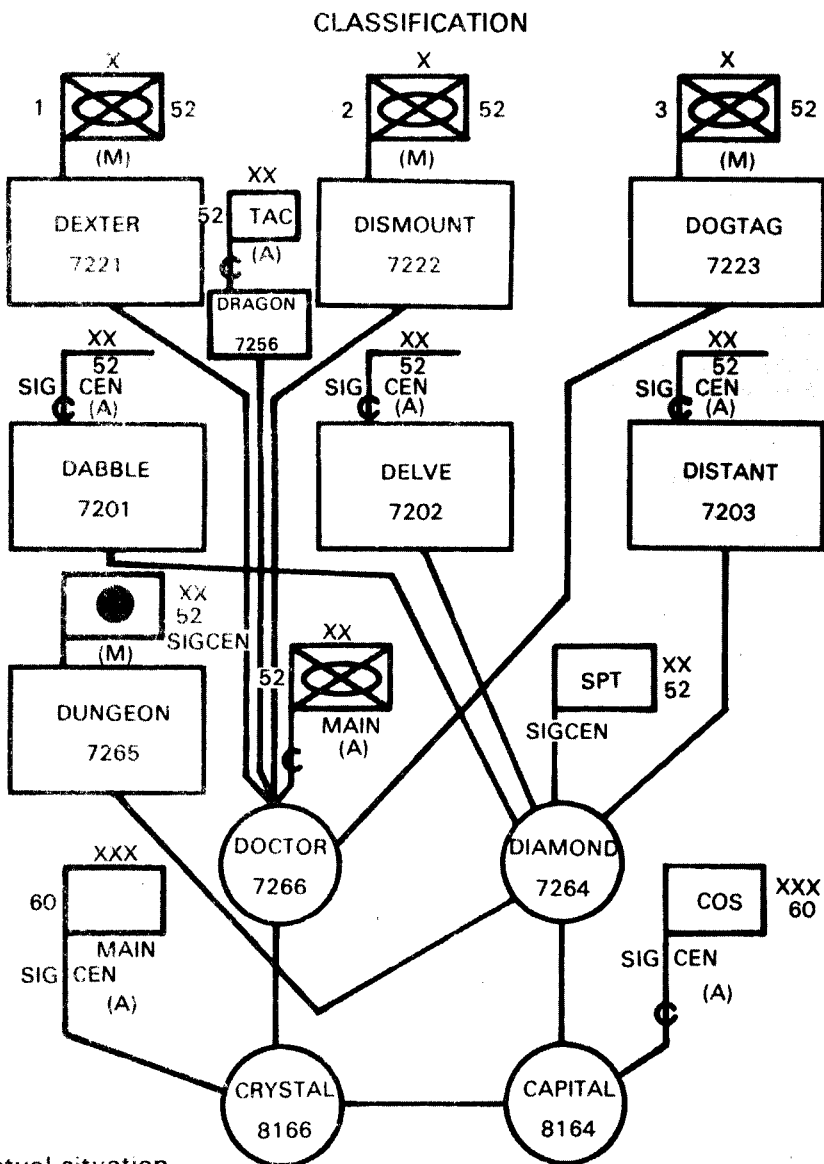 CLASSIFICATION
X X X
1 52 2 52 3 52
(M) (M) (M)
XX
52 TAC
(A)
DEXTER
7221
DISMOUNT
7222
DOGTAG
7223
DRAGON
7256
XX
52
SIG CEN
(A)
XX
52
SIG CEN
(A)
XX
52
SIG CEN
(A)
DABBLE
7201
DELVE
7202
DISTANT
7203
XX
52
SIGCEN
(M)
XX
52
MAIN
(A)
SPT XX
52
SIGCEN
DUNGEON
7265
DOCTOR
7266
DIAMOND
7264
XXX
60
MAIN
SIG CEN
(A)
COS XXX
60
SIG CEN
(A)
CRYSTAL
8166
CAPITAL
8164